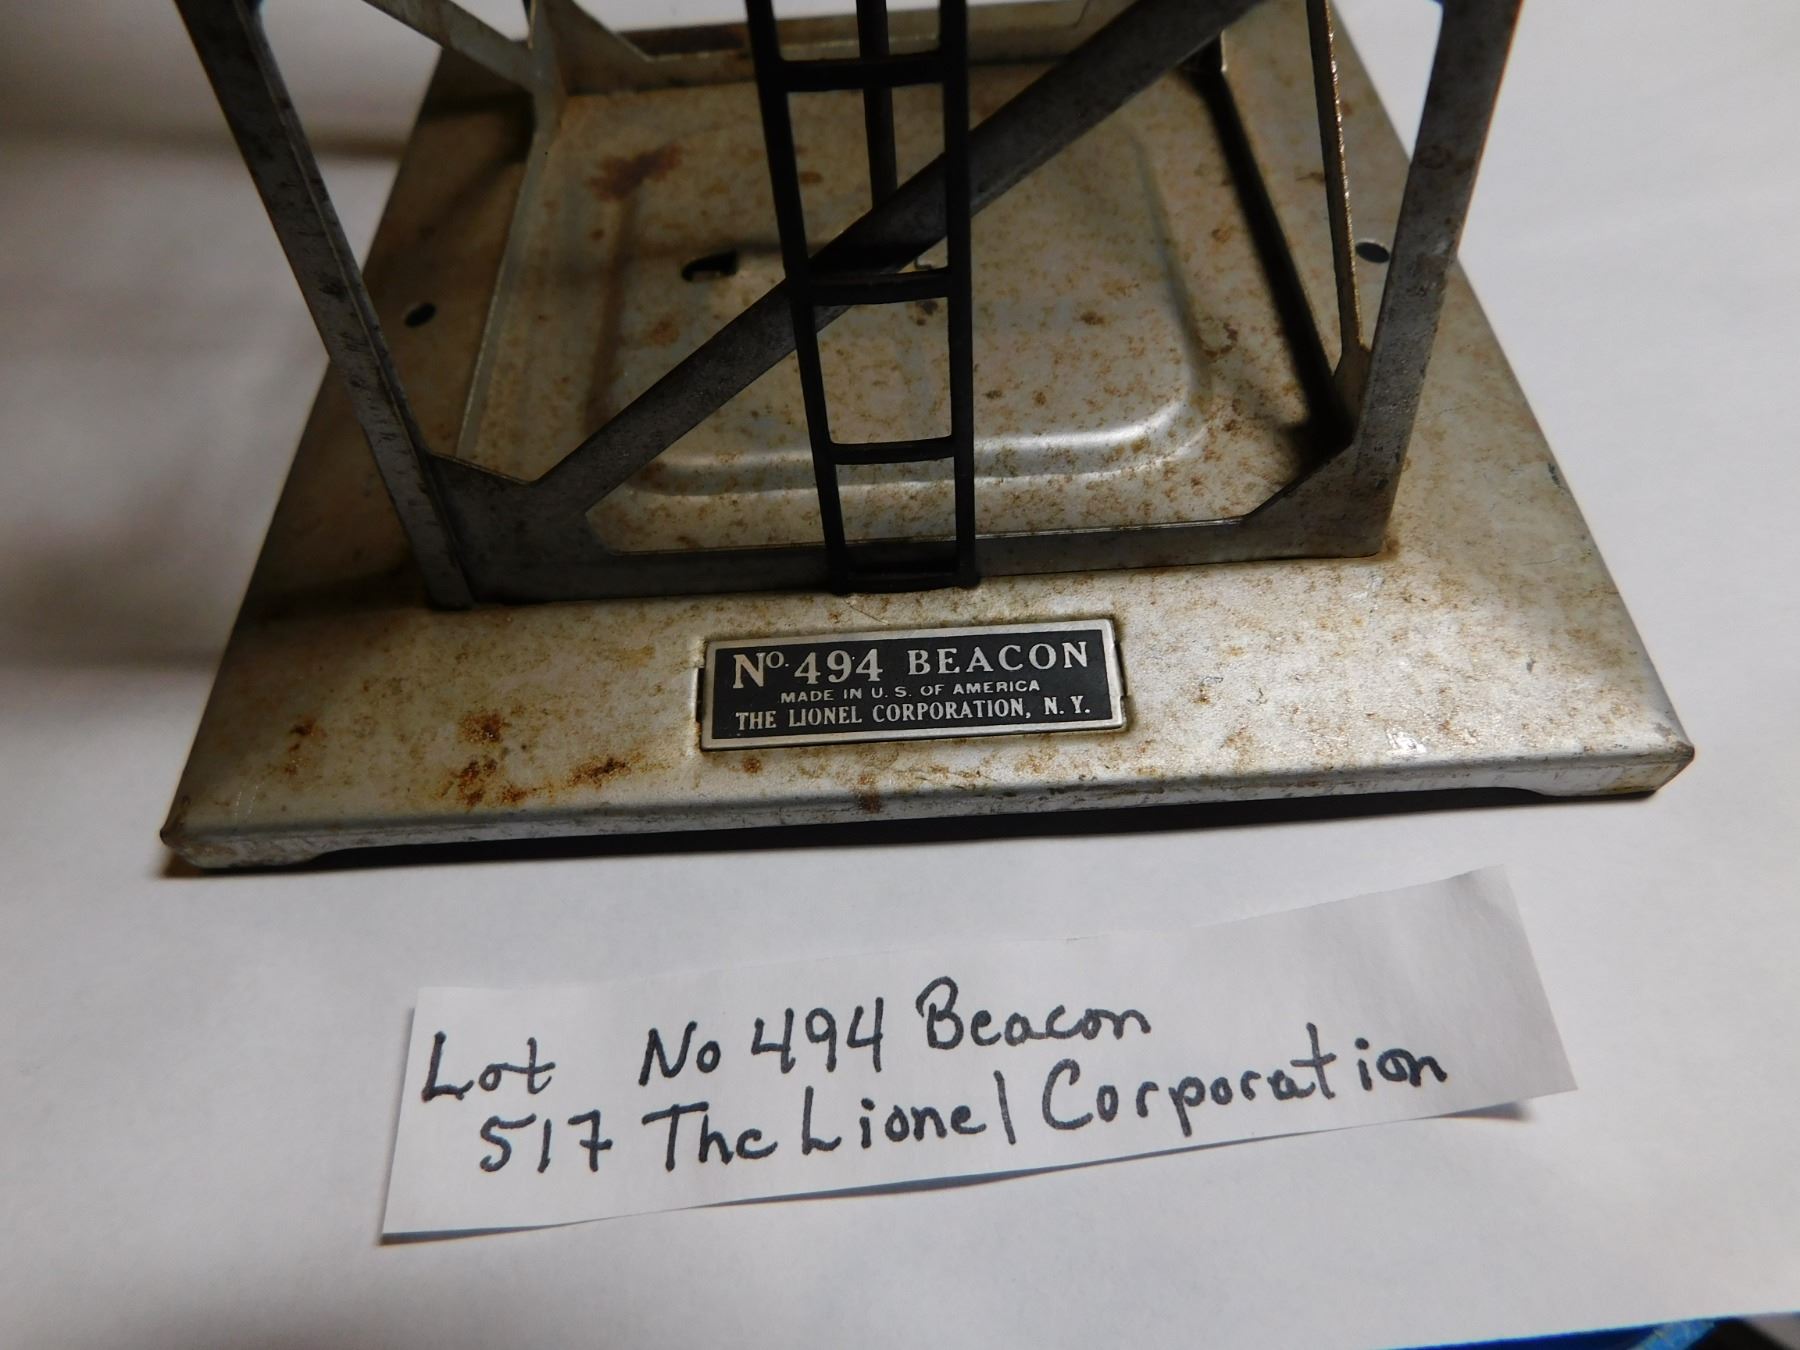 No. 494 BEACON
MADE IN U. S. OF AMERICA
THE LIONEL CORPORATION, N. Y.
Lot No 494 Beacon
517 The Lionel Corporation